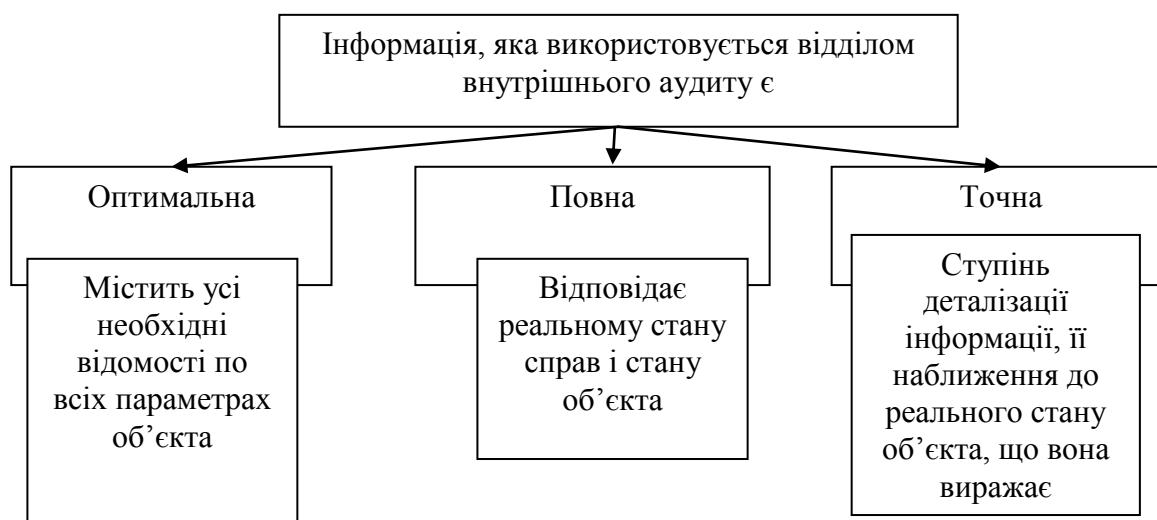 Інформація, яка використовується відділом
внутрішнього аудиту є
Оптимальна
Повна
Точна
Містить усі
необхідні
відомості по
всіх параметрах
об’єкта
Відповідає
реальному стану
справ і стану
об’єкта
Ступінь
деталізації
інформації, її
наближення до
реального стану
об’єкта, що вона
виражає